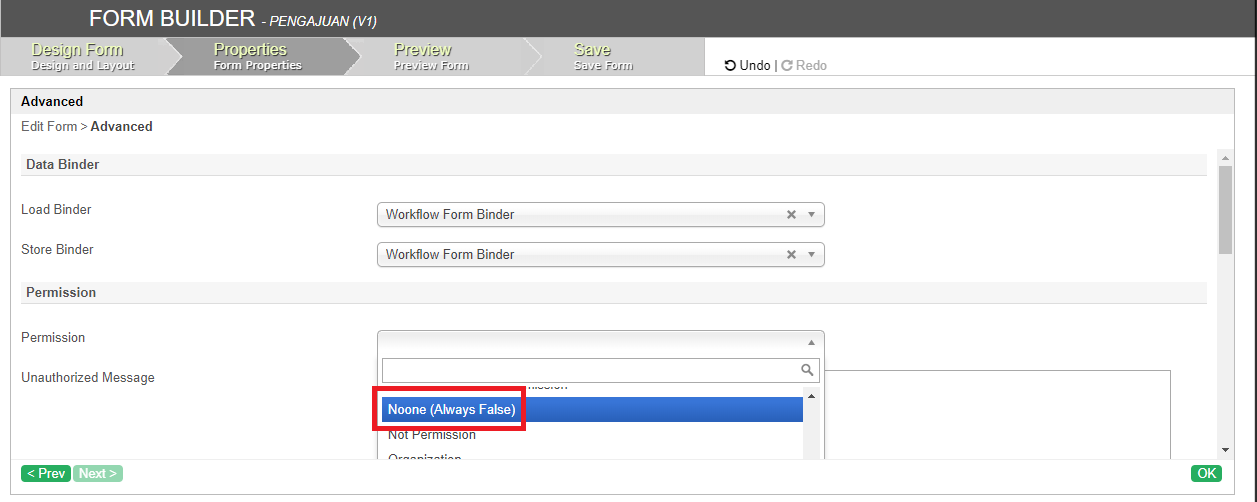 FORM BUILDER - PENGAJUAN (V1)
Design Form
Design and Layout
Properties
Form Properties
Preview
Preview Form
Save
Save Form
Undo | Redo
Advanced
Edit Form > Advanced
Data Binder
Load Binder
Workflow Form Binder
Store Binder
Workflow Form Binder
Permission
Permission
Unauthorized Message
Noone (Always False)
Not Permission
Organization
< Prev
Next >
OK